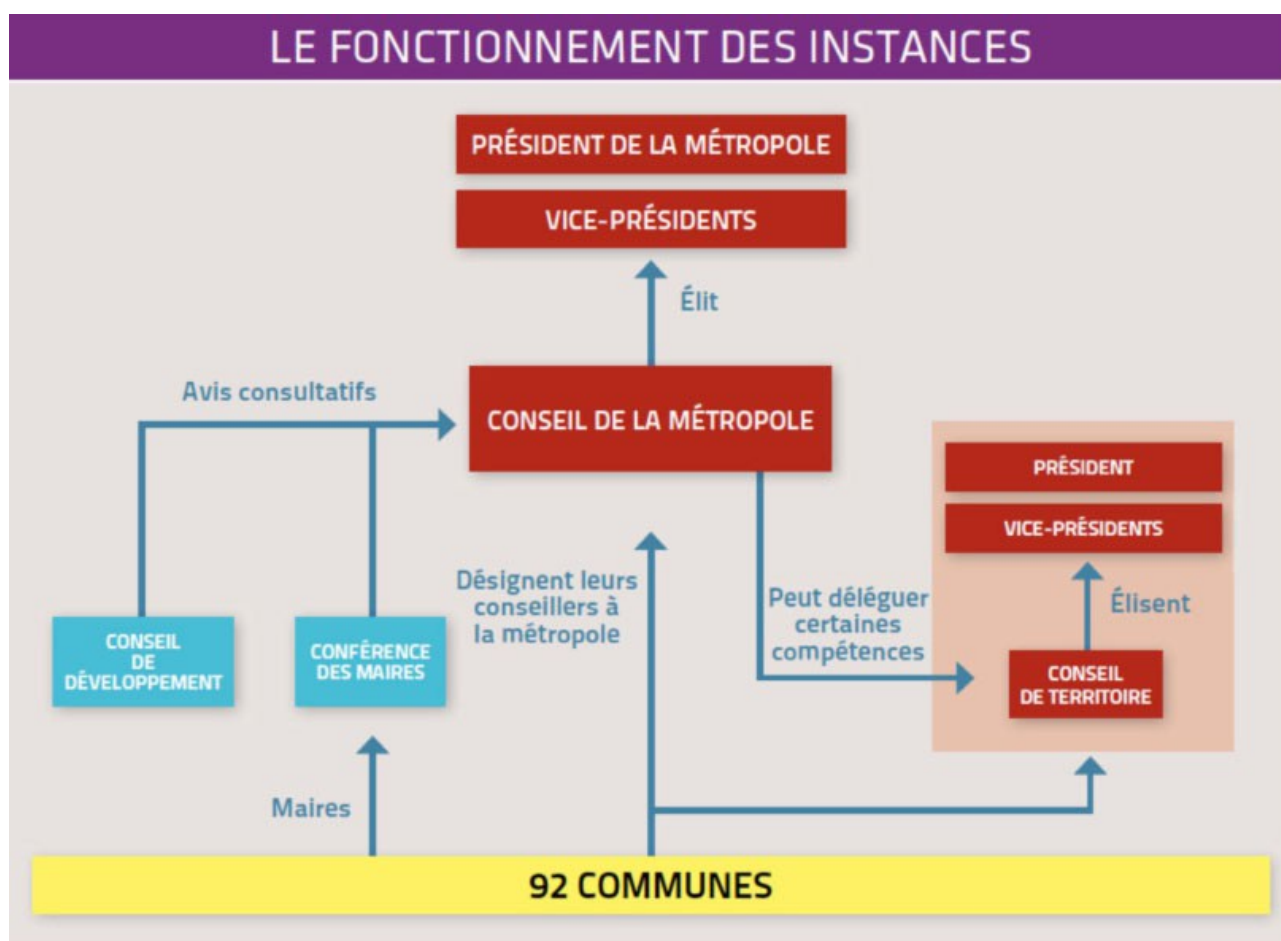 LE FONCTIONNEMENT DES INSTANCES
PRÉSIDENT DE LA MÉTROPOLE
VICE-PRÉSIDENTS
Élit
Avis consultatifs
CONSEIL DE LA MÉTROPOLE
PRÉSIDENT
VICE-PRÉSIDENTS
Désignent leurs
conseillers à
la métropole
Peut déléguer
certaines
compétences
Élisent
CONSEIL
DE
DÉVELOPPEMENT
CONFÉRENCE
DES MAIRES
CONSEIL
DE TERRITOIRE
Maires
92 COMMUNES